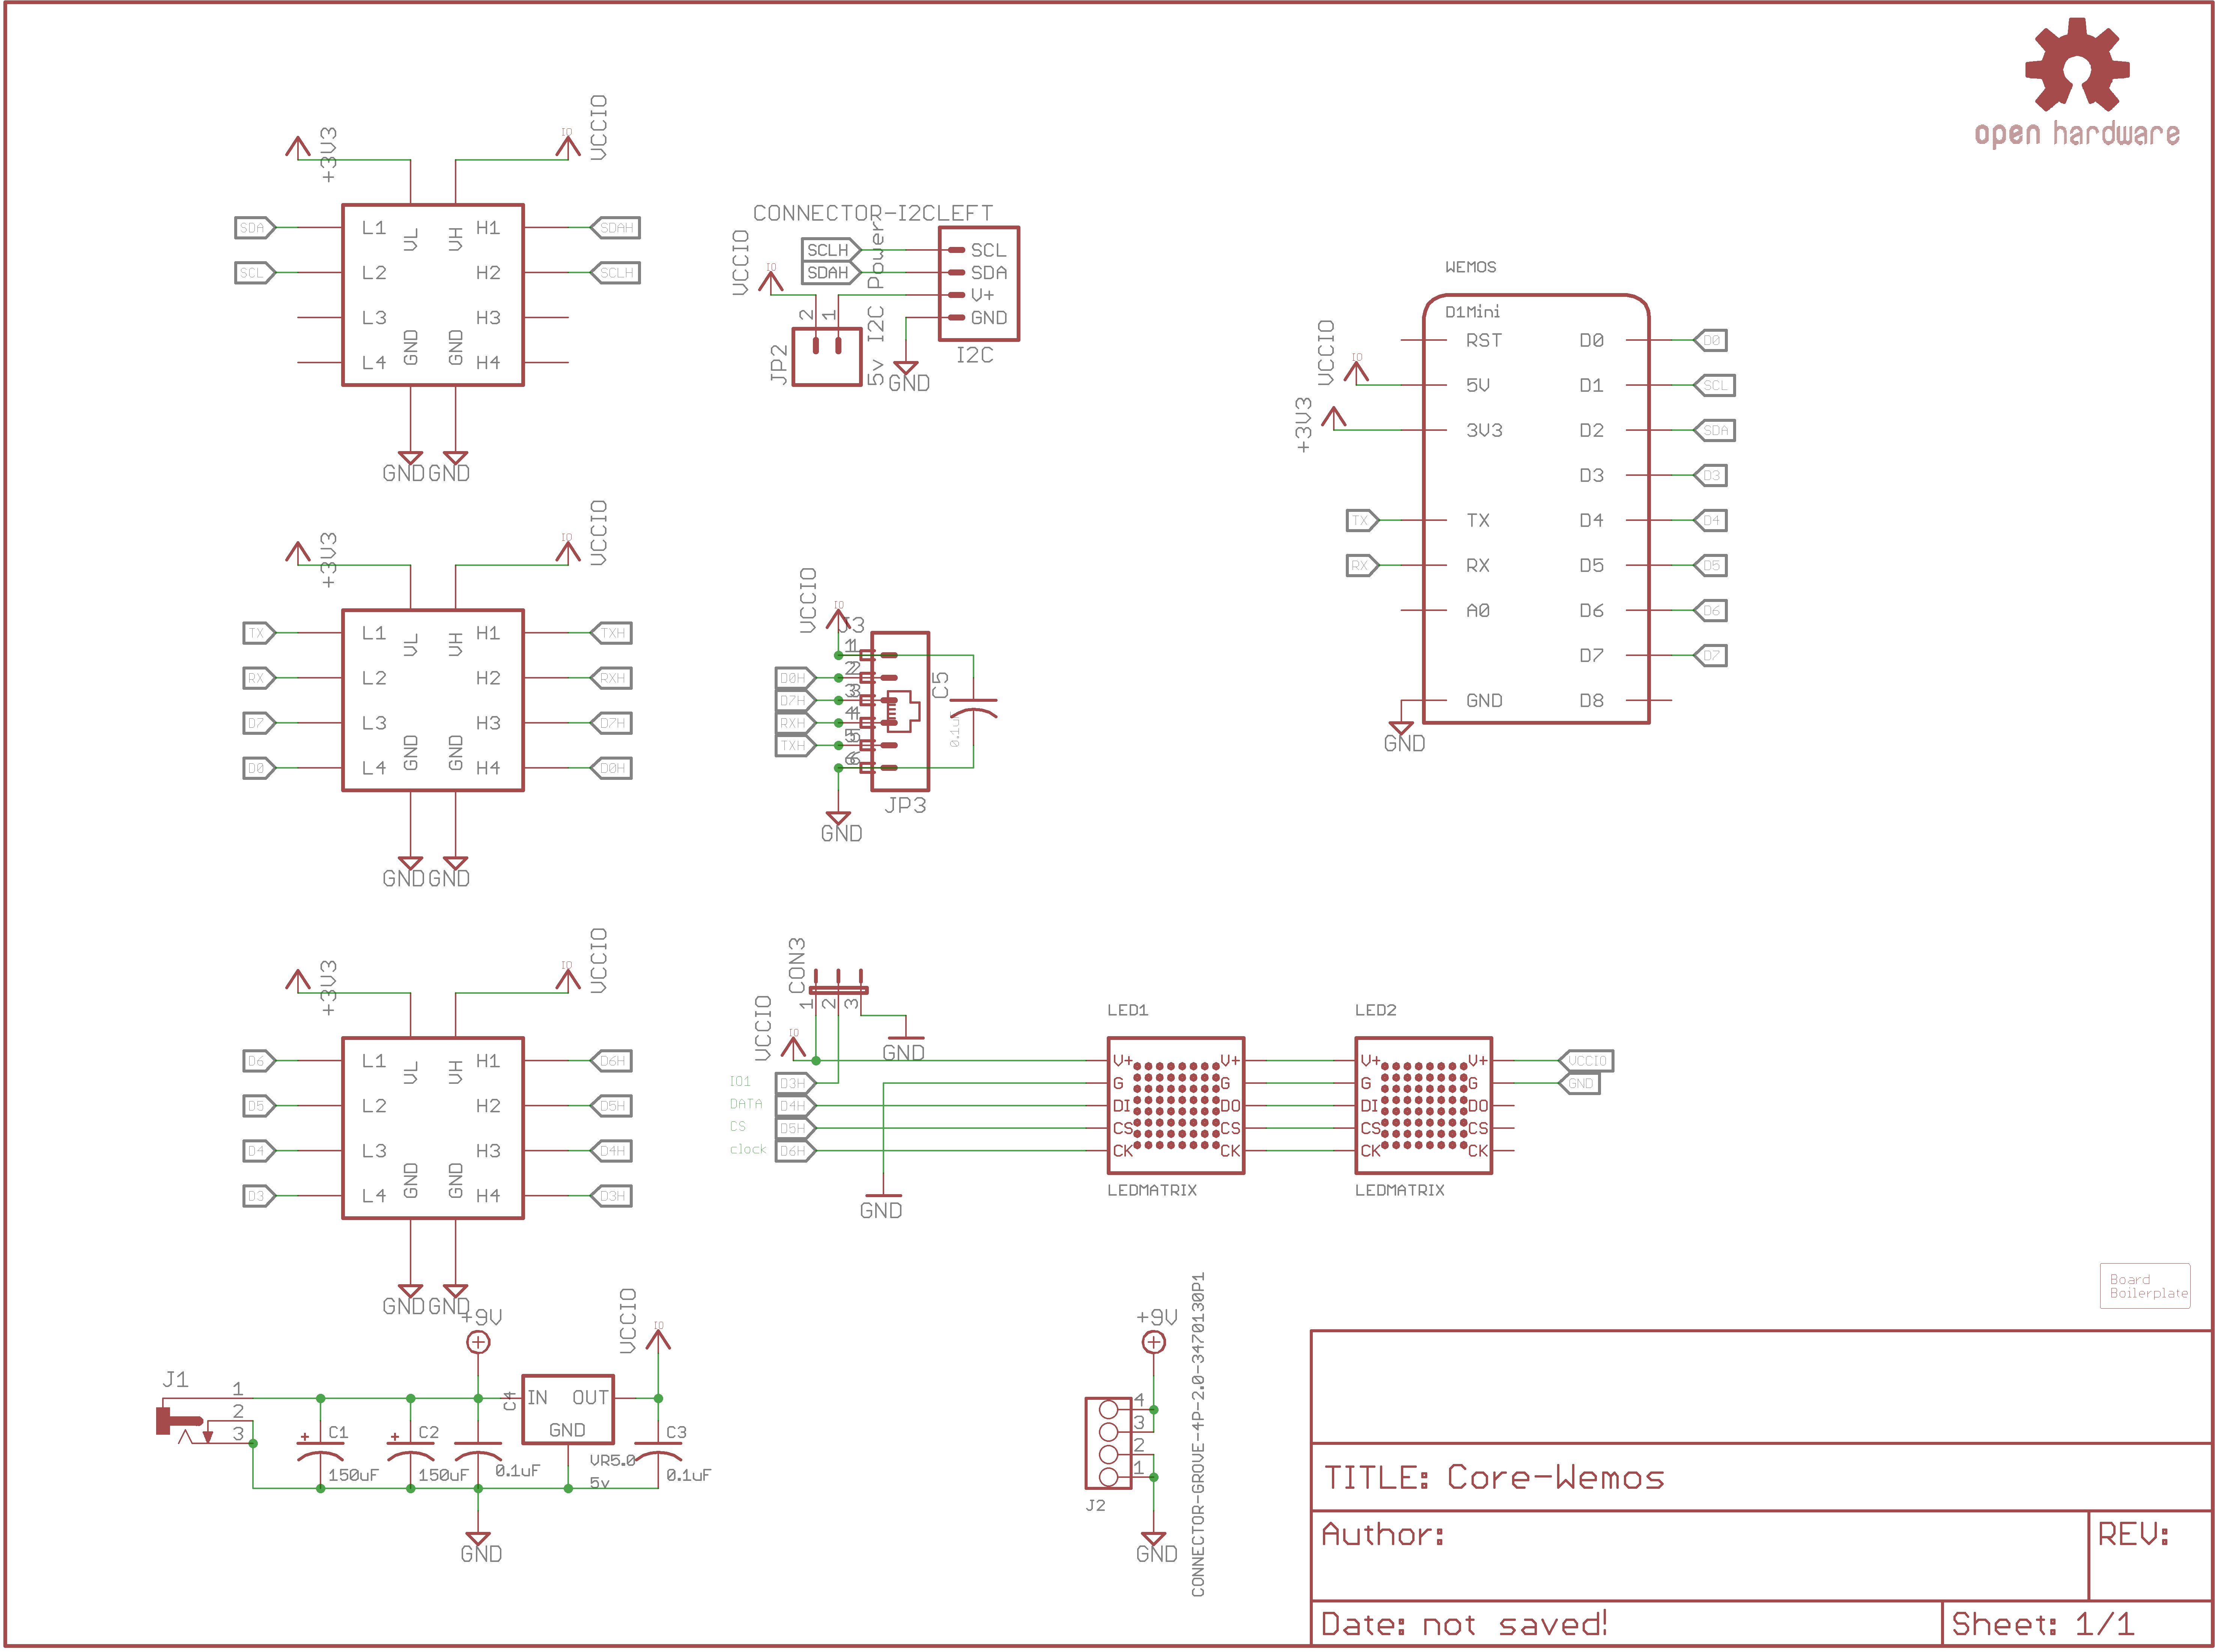 open hardware
+3V3
IO
VCCIO
SDA
SCL
L1
L2
L3
L4
VL
VH
GND
GND
H1
H2
H3
H4
SDAH
SCLH
GND
GND
CONNECTOR-I2CLEFT
VCCIO
IO
SCLH
SDAH
5v I2C Power
2
1
JP2
SCL
SDA
V+
GND
I2C
GND
WEMOS
D1Mini
VCCIO
IO
+3V3
RST
5V
3V3
TX
TX
RX
RX
A0
GND
GND
D0
D0
D1
SCL
D2
SDA
D3
D3
D4
D4
D5
D5
D6
D6
D7
D7
D8
+3V3
IO
VCCIO
TX
RX
D7
D0
L1
L2
L3
L4
VL
VH
GND
GND
H1
H2
H3
H4
TXH
RXH
D7H
D0H
GND
GND
VCCIO
IO
J3
1
2
3
4
5
6
D0H
D7H
RXH
TXH
C5
0.1uF
JP3
GND
+3V3
IO
VCCIO
D6
D5
D4
D3
L1
L2
L3
L4
VL
VH
GND
GND
H1
H2
H3
H4
D6H
D5H
D4H
D3H
GND
GND
CON3
1
2
3
VCCIO
IO
GND
IO1
D3H
DATA
D4H
CS
D5H
clock
D6H
GND
LED1
V+ V+
G G
DI DO
CS CS
CK CK
LEDMATRIX
LED2
V+ V+
G G
DI DO
CS CS
CK CK
LEDMATRIX
VCCIO
GND
Board
Boilerplate
+9V
VCCIO
IO
J1
1
2
3
C1
150uF
C2
150uF
C4
0.1uF
IN OUT
GND
VR5.0
5v
C3
0.1uF
GND
+9V
4
3
2
1
J2
GND
CONNECTOR-GROVE-4P-2.0-3470130P1
TITLE: Core-Wemos
Author:
REV:
Date: not saved!
Sheet: 1/1